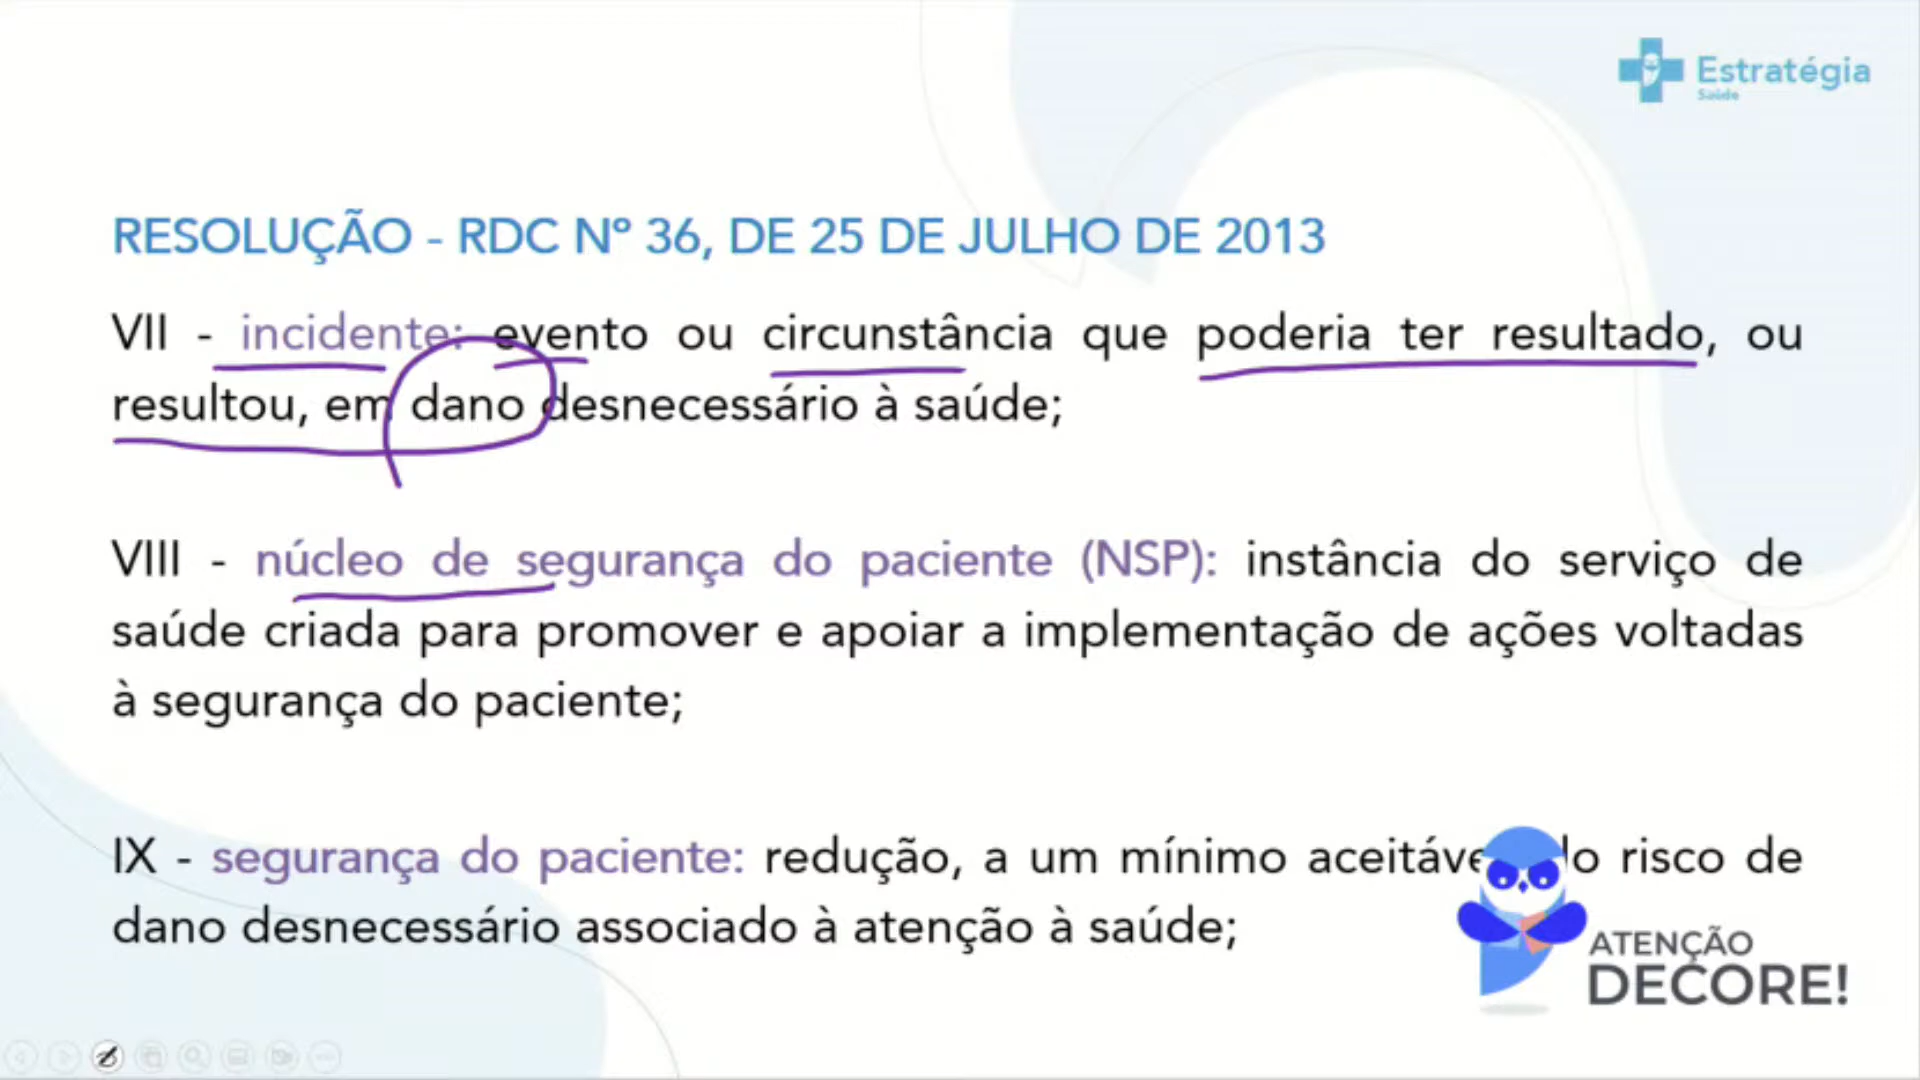 Estratégia
Saúde
RESOLUÇÃO - RDC Nº 36, DE 25 DE JULHO DE 2013
VII - incidente: evento ou circunstância que poderia ter resultado, ou
resultou, em dano desnecessário à saúde;
VIII - núcleo de segurança do paciente (NSP): instância do serviço de
saúde criada para promover e apoiar a implementação de ações voltadas
à segurança do paciente;
IX - segurança do paciente: redução, a um mínimo risco de
dano desnecessário associado à atenção à saúde;
ATENÇÃO
DECORE!